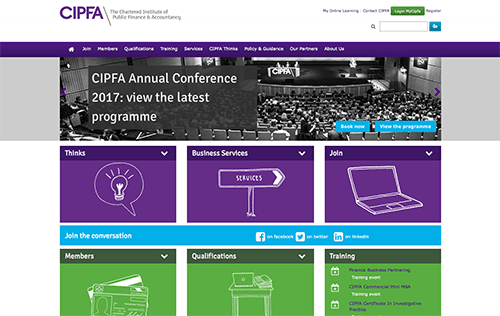 CIPFA
The Chartered Institute of
Public Finance & Accountancy
My Online Learning | Contact CIPFA Login MyCipfa Register
Go
Join Members Qualifications Training Services CIPFA Thinks Policy & Guidance Our Partners About Us
CIPFA Annual Conference
2017: view the latest
programme
CIPFA
Book now
View the programme
Thinks
Business Services
Join
SERVICES
Join the conversation
on facebook
on twitter
on linkedin
Members
Qualifications
Training
Finance Business Partnering
Training event
CIPFA Commercial Mini MBA
Training event
CIPFA Certificate in Investigative
Practice